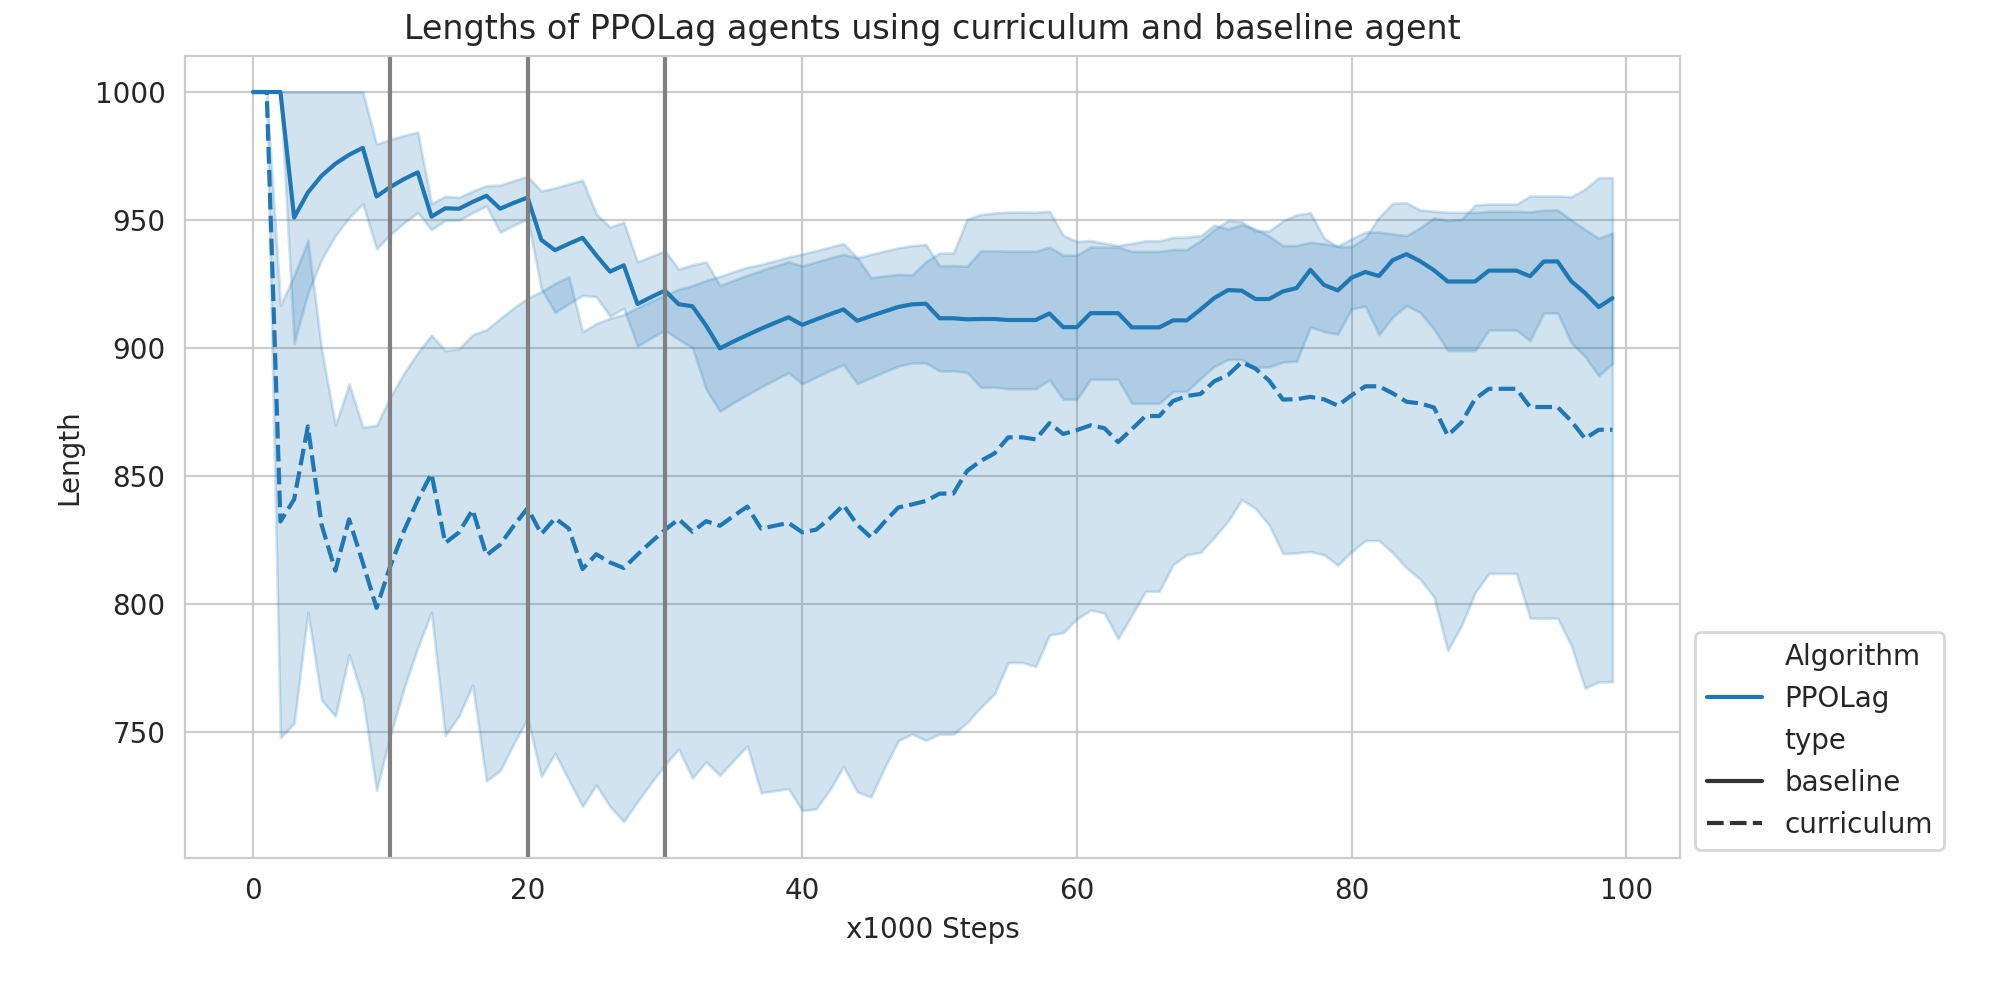 Lengths of PPOLag agents using curriculum and baseline agent
1000
950
900
850
800
750
Length
0 20 40 60 80 100
x1000 Steps
Algorithm
PPOLag
type
baseline
curriculum